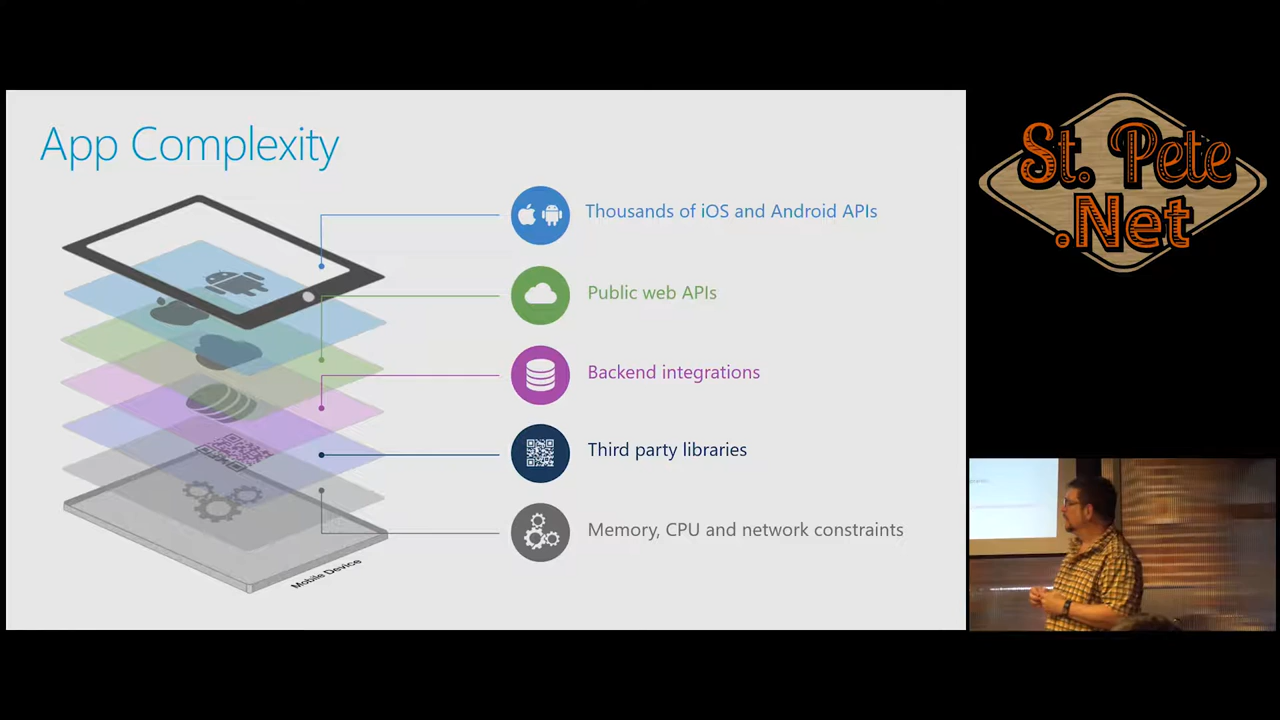 App Complexity
Thousands of iOS and Android APIs
Public web APIs
Backend integrations
Third party libraries
Memory, CPU and network constraints
Mobile Device
St. Pete
.Net